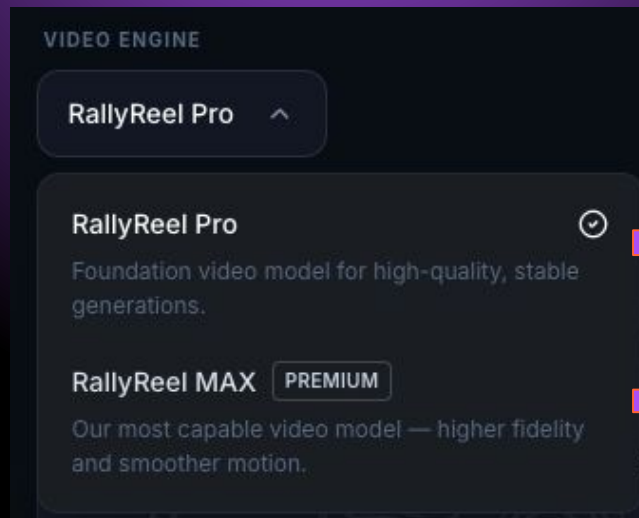 VIDEO ENGINE
RallyReel Pro
RallyReel Pro
Foundation video model for high-quality, stable
generations.
RallyReel MAX PREMIUM
Our most capable video model — higher fidelity
and smoother motion.